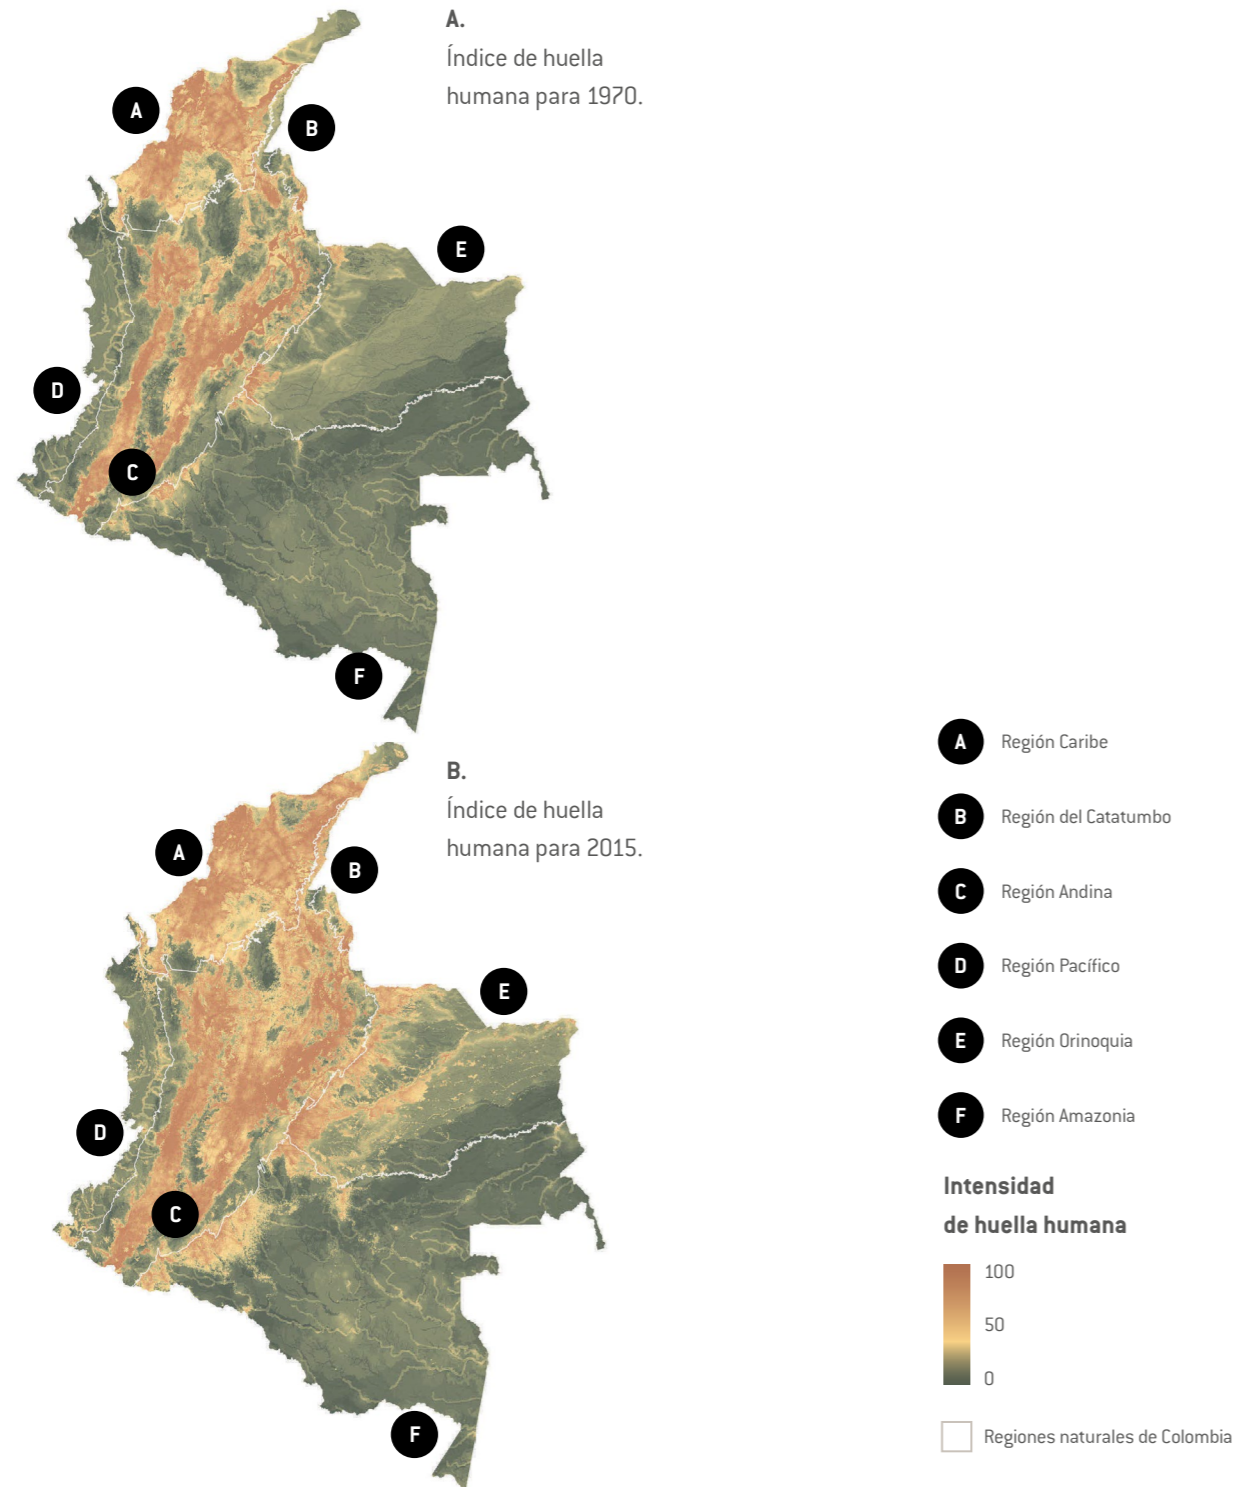 A.
Índice de huella
humana para 1970.
A
B
E
D
C
F
B.
Índice de huella
humana para 2015.
A
B
E
D
C
F
A Región Caribe
B Región del Catatumbo
C Región Andina
D Región Pacífico
E Región Orinoquia
F Región Amazonia
Intensidad
de huella humana
100
50
0
Regiones naturales de Colombia